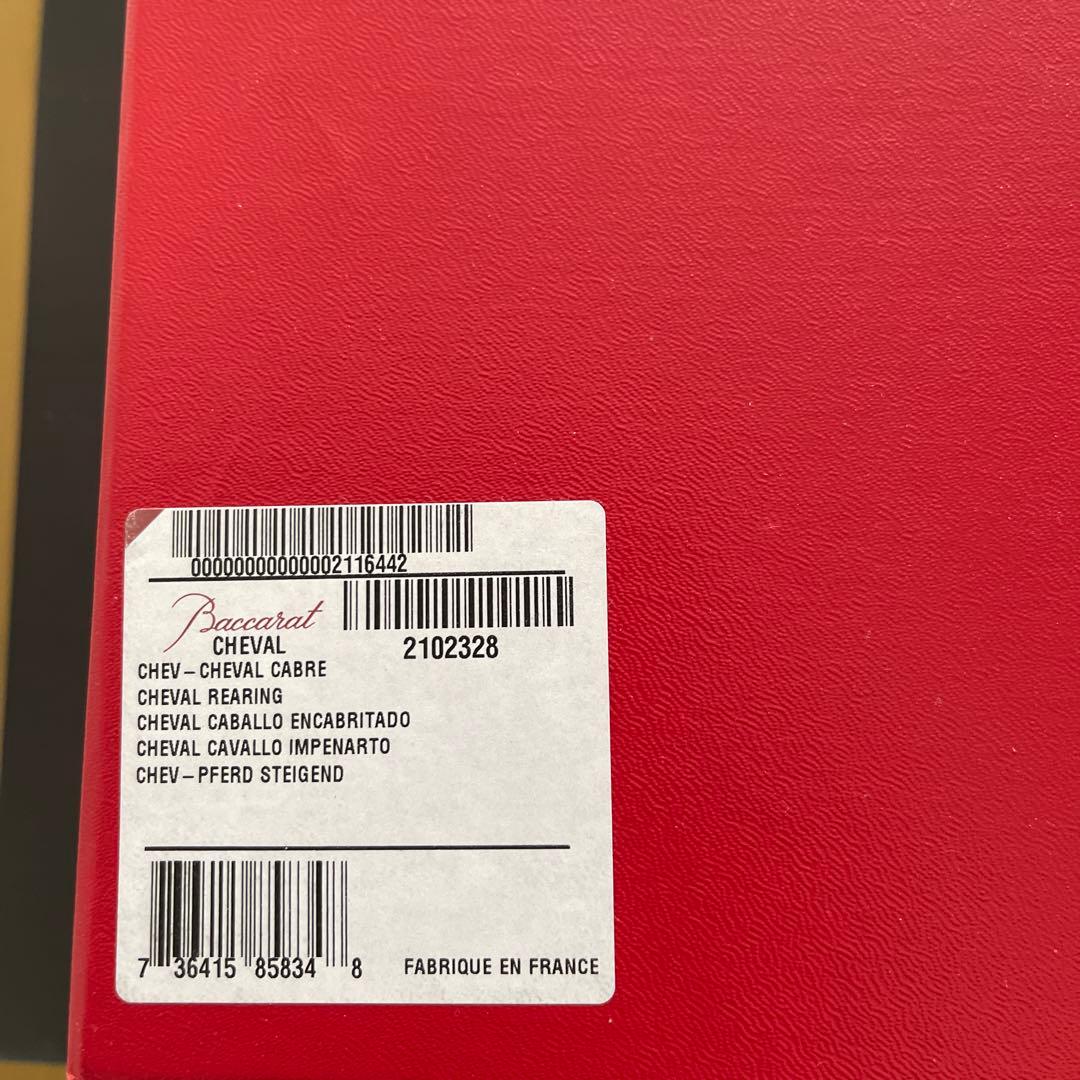 00000000000002116442
Baccarat
CHEVAL
2102328
CHEV-CHEVAL CABRE
CHEVAL REARING
CHEVAL CABALLO ENCABRITADO
CHEVAL CAVALLO IMPENARTO
CHEV-PFERD STEIGEND
7 36415 85834 8
FABRIQUE EN FRANCE